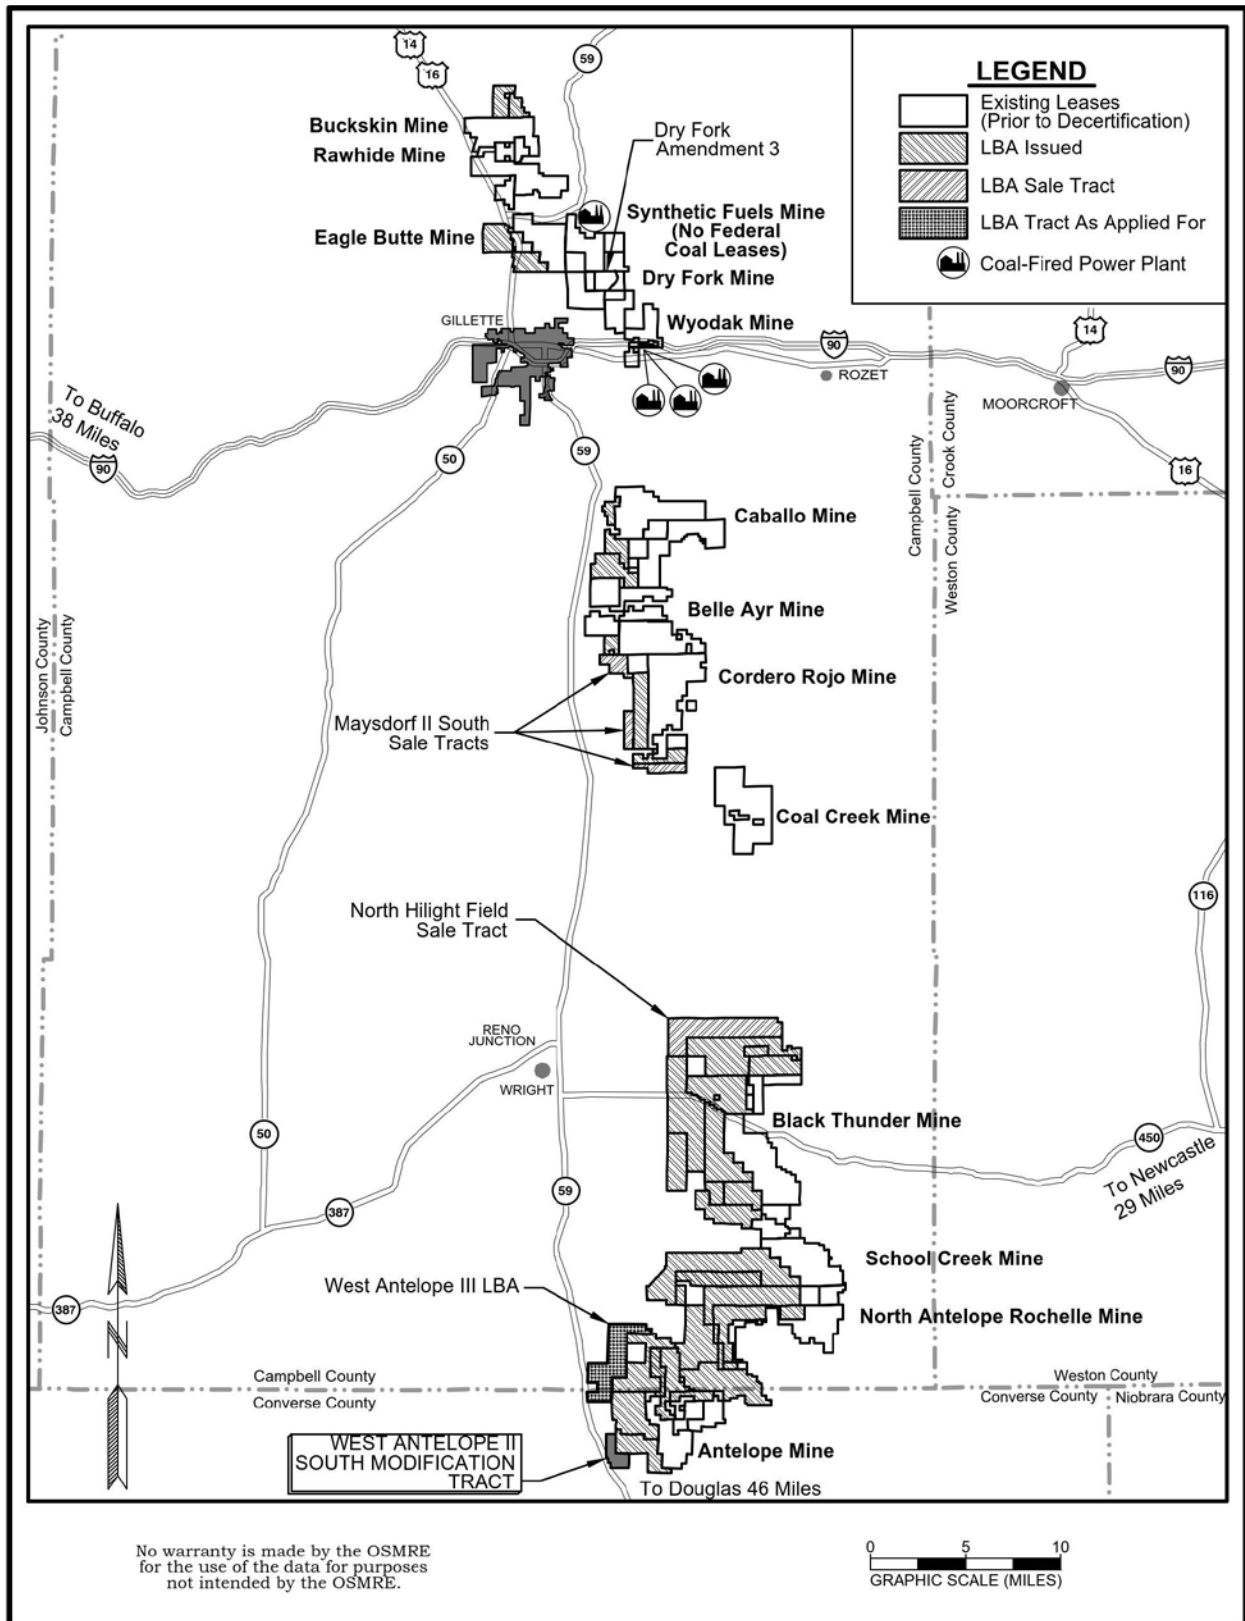 14
16
59
LEGEND
Existing Leases
(Prior to Decertification)
LBA Issued
LBA Sale Tract
LBA Tract As Applied For
Coal-Fired Power Plant
Buckskin Mine
Rawhide Mine
Dry Fork
Amendment 3
Eagle Butte Mine
Synthetic Fuels Mine
(No Federal
Coal Leases)
Dry Fork Mine
GILLETTE
Wyodak Mine
90
14
90
ROZET
MOORCROFT
To Buffalo
38 Miles
90
50
59
16
Campbell County
Crook County
Weston County
Caballo Mine
Belle Ayr Mine
Cordero Rojo Mine
Johnson County
Campbell County
Maysdorf II South
Sale Tracts
Coal Creek Mine
116
North Hilight Field
Sale Tract
RENO
JUNCTION
WRIGHT
Black Thunder Mine
50
450
To Newcastle
29 Miles
59
387
School Creek Mine
West Antelope III LBA
387
North Antelope Rochelle Mine
N
Campbell County
Converse County
Weston County
Converse County
Niobrara County
WEST ANTELOPE II
SOUTH MODIFICATION
TRACT
Antelope Mine
To Douglas 46 Miles
No warranty is made by the OSMRE
for the use of the data for purposes
not intended by the OSMRE.
0 5 10
GRAPHIC SCALE (MILES)